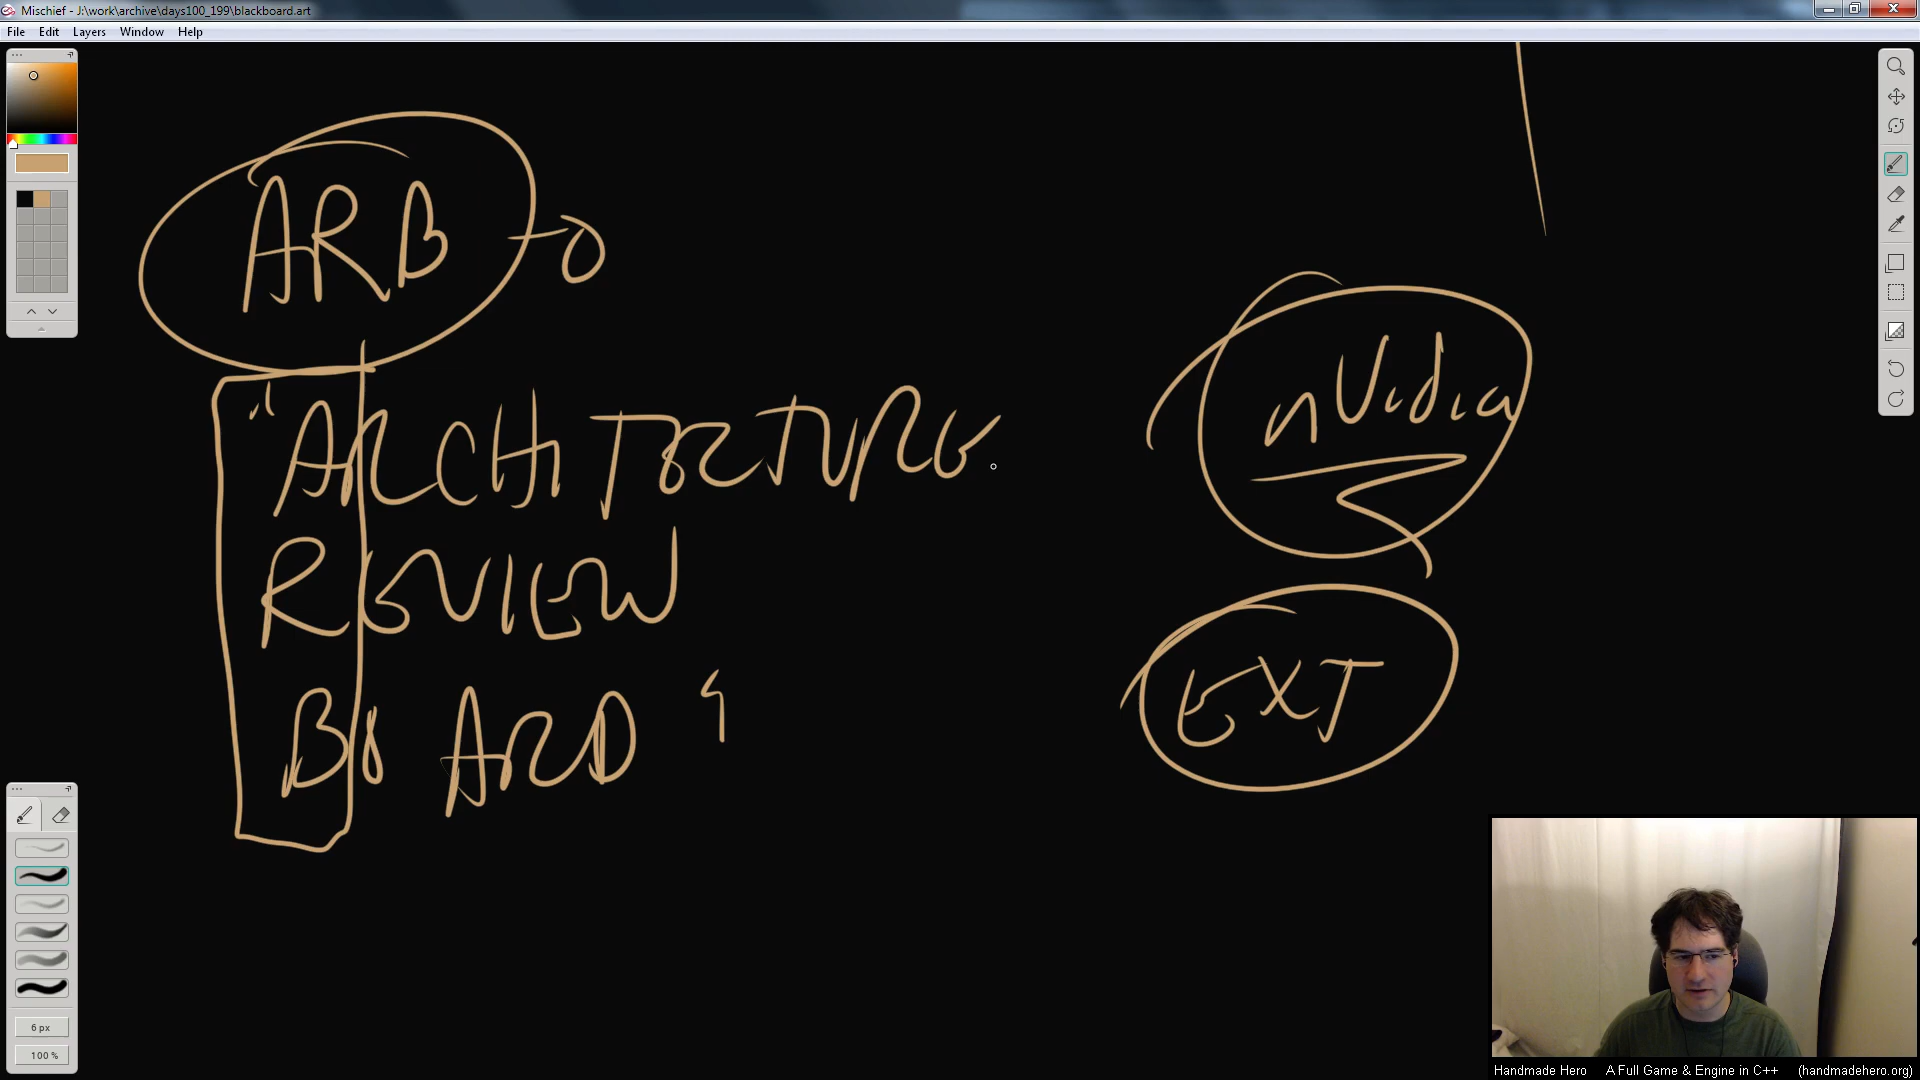 Mischief - J:\work\archive\days100_199\blackboard.art
File Edit Layers Window Help
ARB
"ARCHITECTURE
REVIEW
BOARD"
nVidia
EXT
6 px
100 %
Handmade Hero A Full Game & Engine in C++ (handmadehero.org)